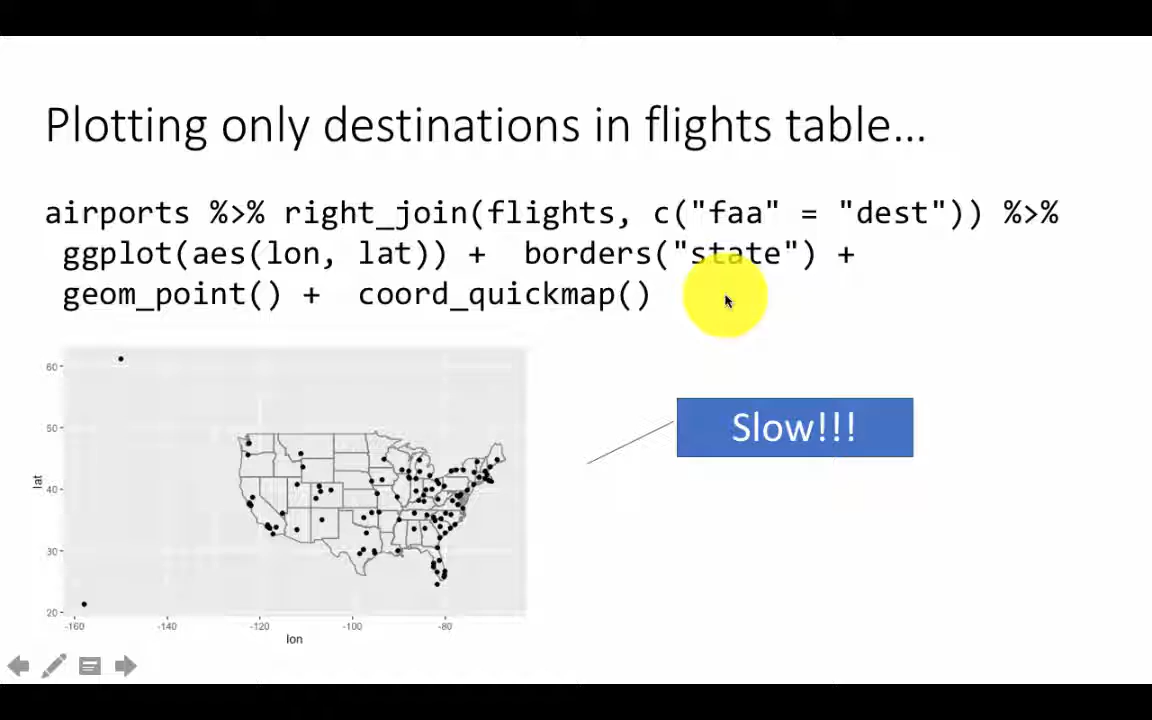 Plotting only destinations in flights table...
airports %>% right_join(flights, c("faa" = "dest")) %>%
ggplot(aes(lon, lat)) + borders("state") +
geom_point() + coord_quickmap()
Slow!!!
60
50
40
30
20
lat
-160
-140
-120
-100
-80
lon